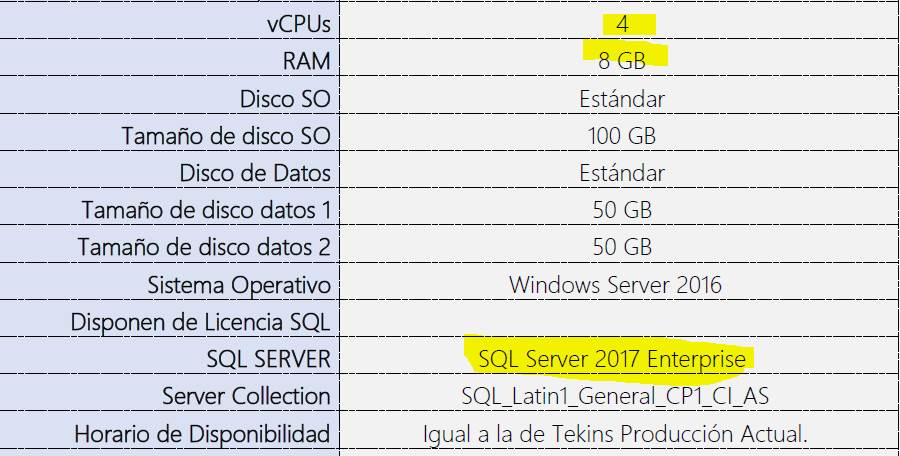 vCPUs 4
RAM 8 GB
Disco SO Estándar
Tamaño de disco SO 100 GB
Disco de Datos Estándar
Tamaño de disco datos 1 50 GB
Tamaño de disco datos 2 50 GB
Sistema Operativo Windows Server 2016
Disponen de Licencia SQL
SQL SERVER SQL Server 2017 Enterprise
Server Collection SQL_Latin1_General_CP1_CI_AS
Horario de Disponibilidad Igual a la de Tekins Producción Actual.